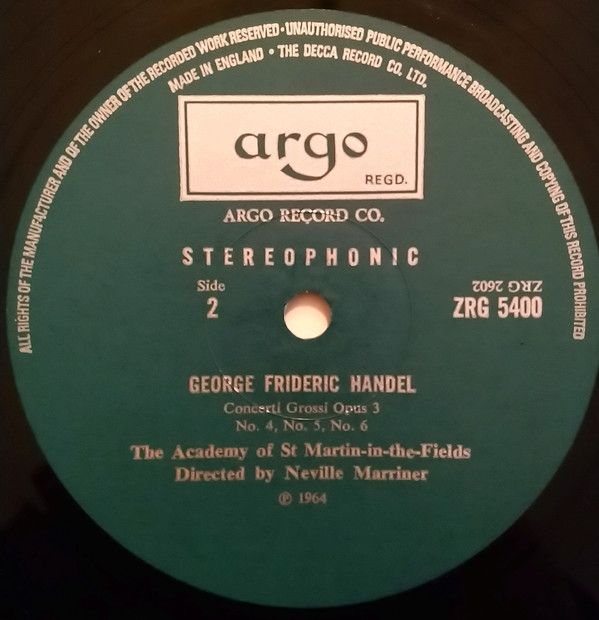 ALL RIGHTS OF THE MANUFACTURER AND OF THE OWNER OF THE RECORDED WORK RESERVED • UNAUTHORISED PUBLIC PERFORMANCE BROADCASTING AND COPYING OF THIS RECORD PROHIBITED
MADE IN ENGLAND • THE DECCA RECORD CO. LTD.
argo
REGD.
ARGO RECORD CO.
STEREOPHONIC
Side
2
ZRG 2602
ZRG 5400
GEORGE FRIDERIC HANDEL
Concerti Grossi Opus 3
No. 4, No. 5, No. 6
The Academy of St Martin-in-the-Fields
Directed by Neville Marriner
℗ 1964